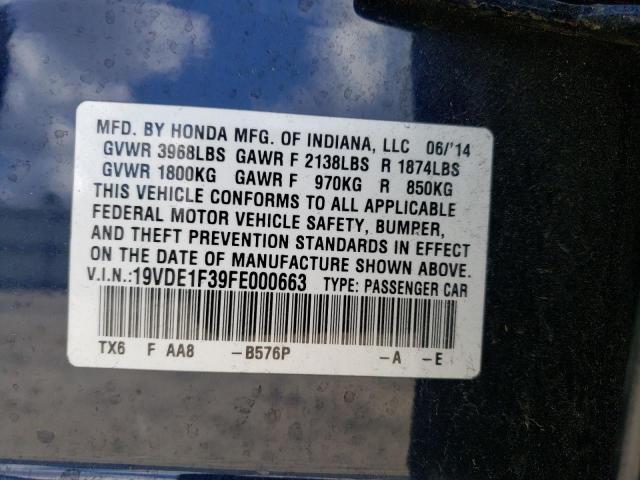 MFD. BY HONDA MFG. OF INDIANA, LLC 06/'14
GVWR 3968LBS GAWR F 2138LBS R 1874LBS
GVWR 1800KG GAWR F 970KG R 850KG
THIS VEHICLE CONFORMS TO ALL APPLICABLE
FEDERAL MOTOR VEHICLE SAFETY, BUMPER,
AND THEFT PREVENTION STANDARDS IN EFFECT
ON THE DATE OF MANUFACTURE SHOWN ABOVE.
V.I.N.:19VDE1F39FE000663 TYPE: PASSENGER CAR
TX6 F AA8 -B576P -A -E